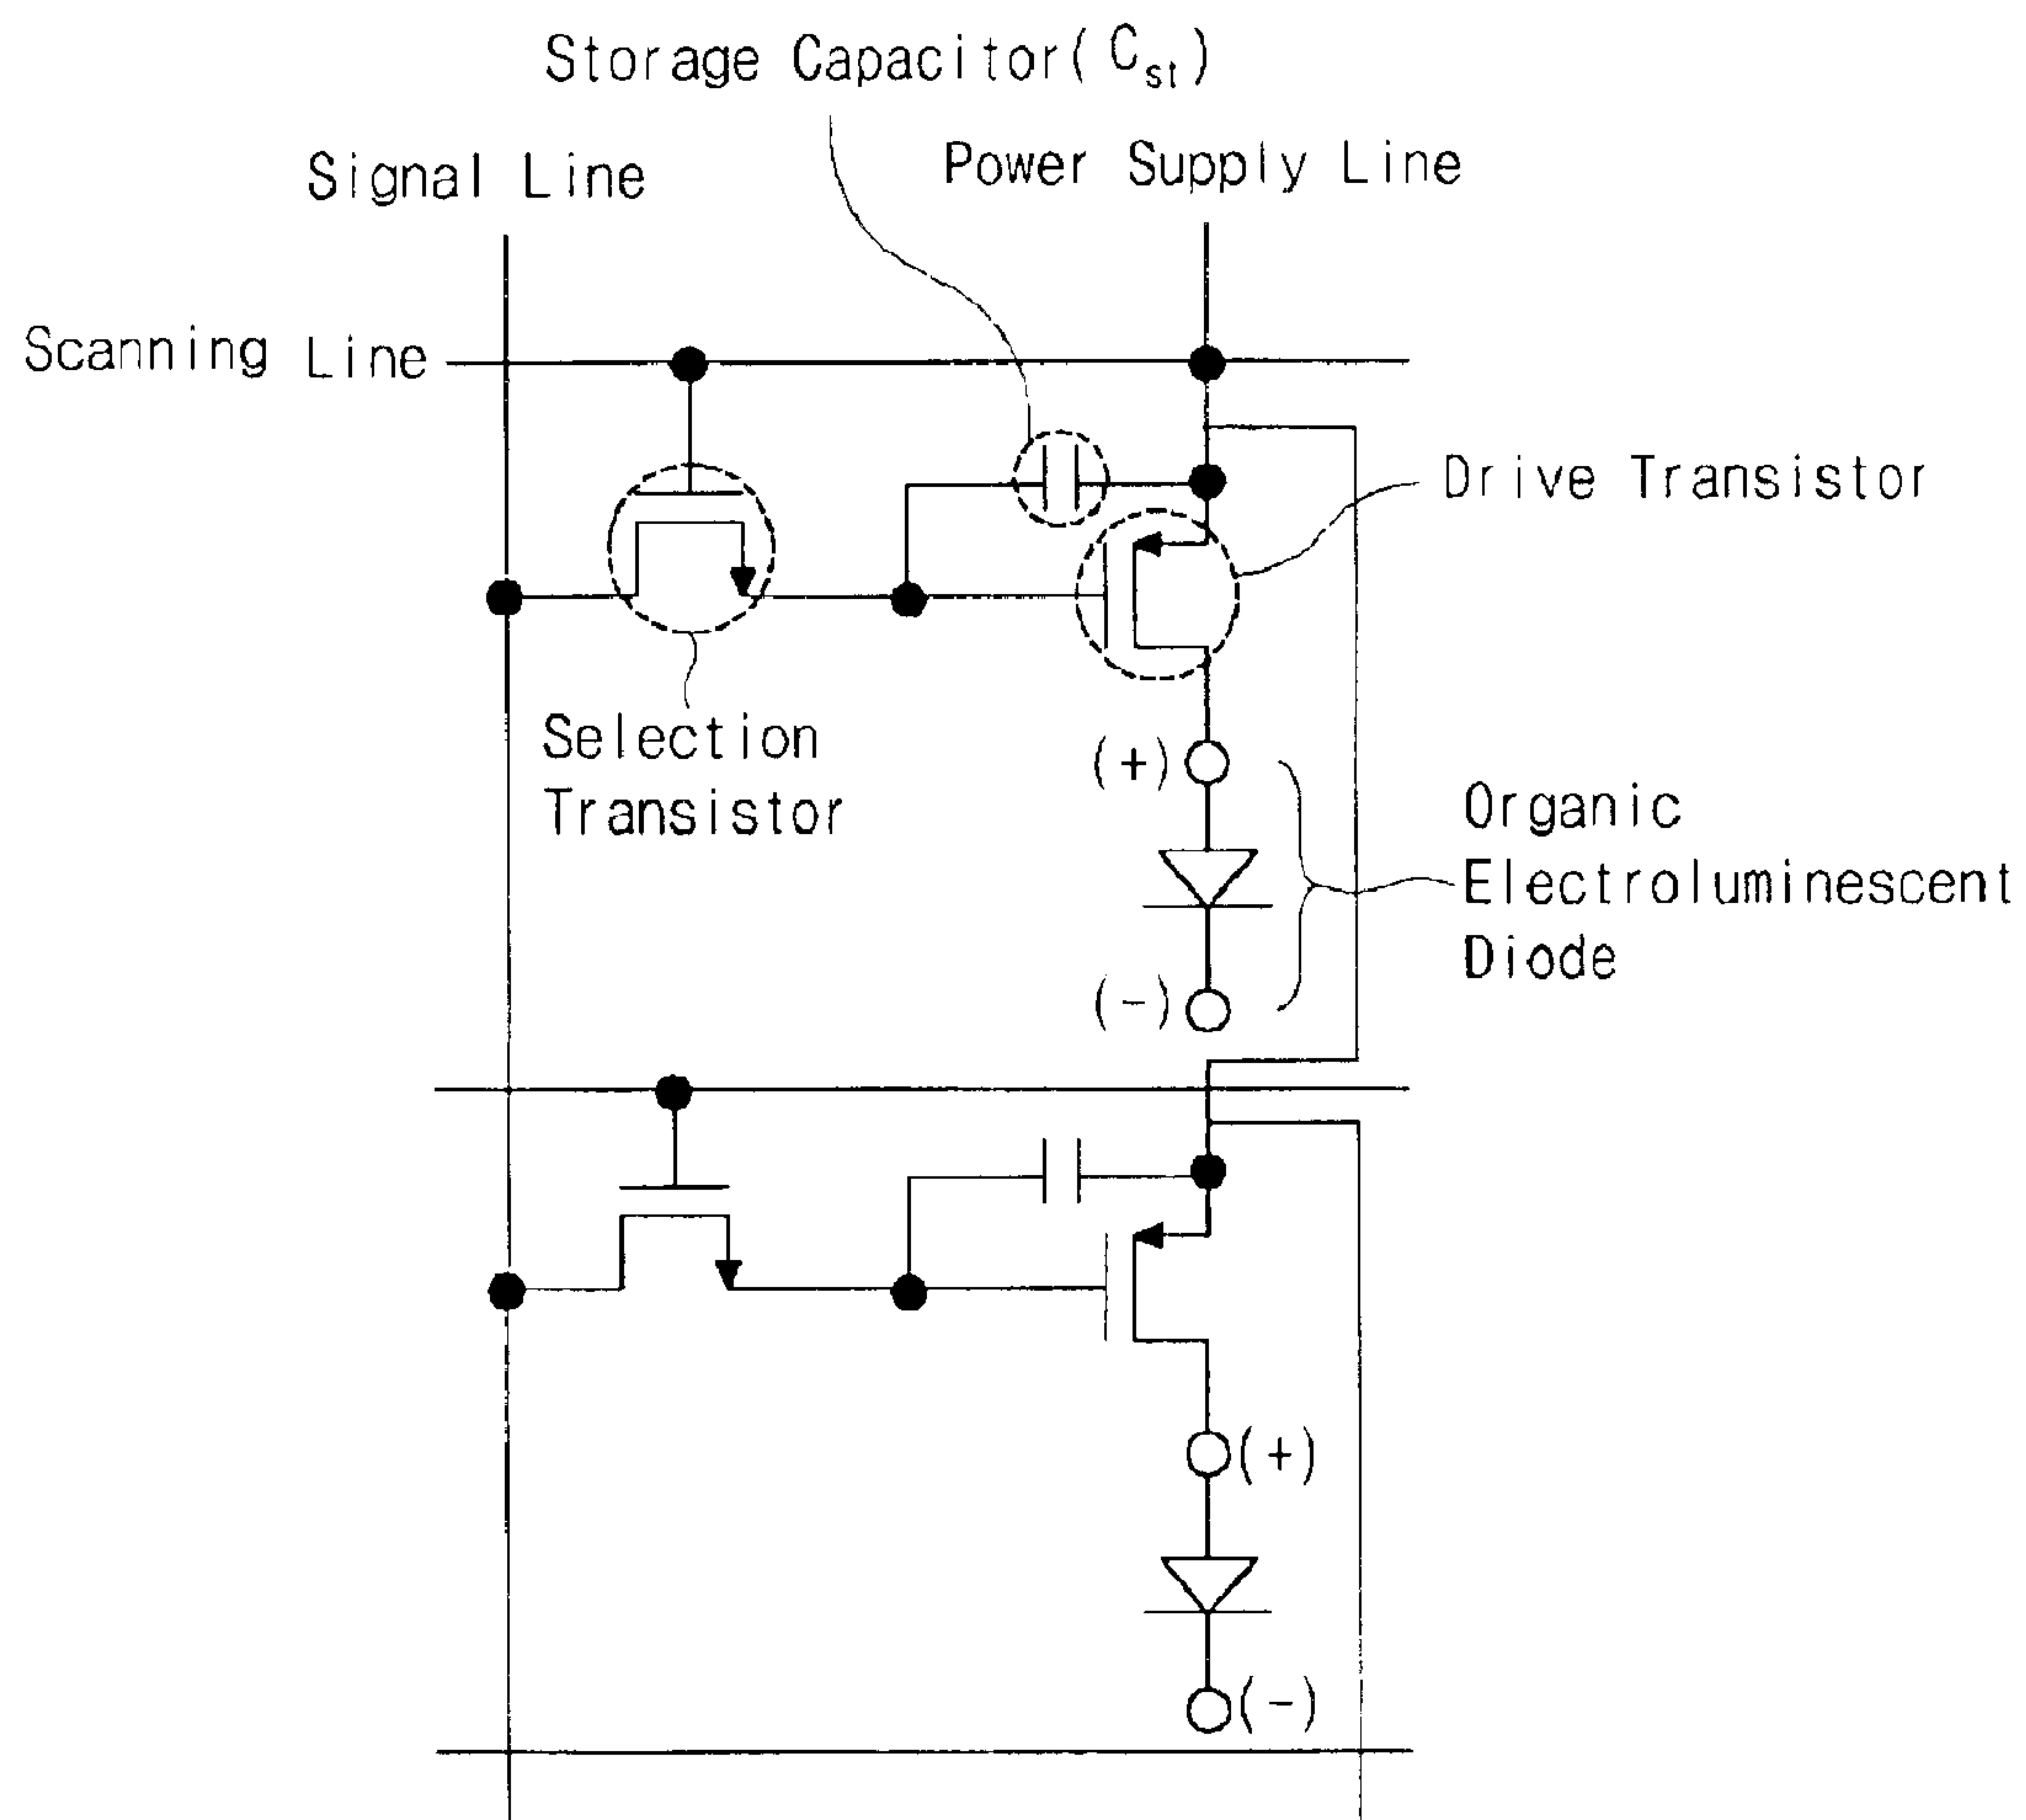 Storage Capacitor(Cst)
Signal Line
Power Supply Line
Scanning Line
Drive Transistor
Selection
Transistor
(+)
Organic
Electroluminescent
Diode
(-)
(+)
(-)